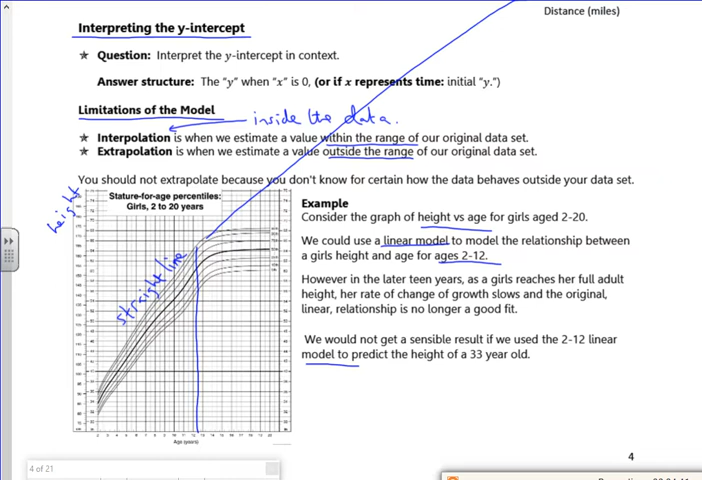 Distance (miles)
Interpreting the y-intercept
★ Question: Interpret the y-intercept in context.
Answer structure: The “y” when “x” is 0, (or if x represents time: initial “y.”)
Limitations of the Model
inside the data.
★ Interpolation is when we estimate a value within the range of our original data set.
★ Extrapolation is when we estimate a value outside the range of our original data set.
You should not extrapolate because you don't know for certain how the data behaves outside your data set.
height
Stature-for-age percentiles:
Girls, 2 to 20 years
straight line
Age (years)
Example
Consider the graph of height vs age for girls aged 2-20.
We could use a linear model to model the relationship between
a girls height and age for ages 2-12.
However in the later teen years, as a girl reaches her full adult
height, her rate of change of growth slows and the original,
linear, relationship is no longer a good fit.
We would not get a sensible result if we used the 2-12 linear
model to predict the height of a 33 year old.
4
4 of 21